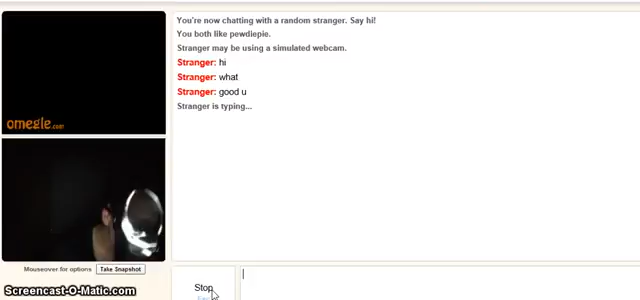 You're now chatting with a random stranger. Say hi!
You both like pewdiepie.
Stranger may be using a simulated webcam.
Stranger: hi
Stranger: what
Stranger: good u
Stranger is typing...
omegle.com
Mouseover for options Take Snapshot
Screencast-O-Matic.com
Stop
Esc